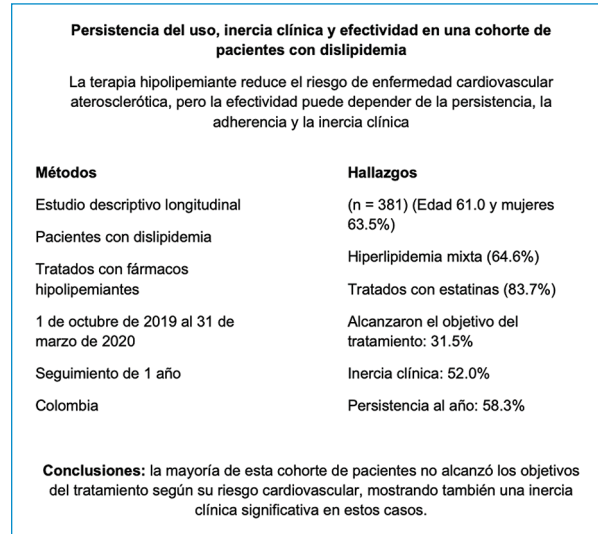 Persistencia del uso, inercia clínica y efectividad en una cohorte de
pacientes con dislipidemia
La terapia hipolipemiante reduce el riesgo de enfermedad cardiovascular
aterosclerótica, pero la efectividad puede depender de la persistencia, la
adherencia y la inercia clínica
Métodos
Estudio descriptivo longitudinal
Pacientes con dislipidemia
Tratados con fármacos
hipolipemiantes
1 de octubre de 2019 al 31 de
marzo de 2020
Seguimiento de 1 año
Colombia
Hallazgos
(n = 381) (Edad 61.0 y mujeres
63.5%)
Hiperlipidemia mixta (64.6%)
Tratados con estatinas (83.7%)
Alcanzaron el objetivo del
tratamiento: 31.5%
Inercia clínica: 52.0%
Persistencia al año: 58.3%
Conclusiones: la mayoría de esta cohorte de pacientes no alcanzó los objetivos
del tratamiento según su riesgo cardiovascular, mostrando también una inercia
clínica significativa en estos casos.